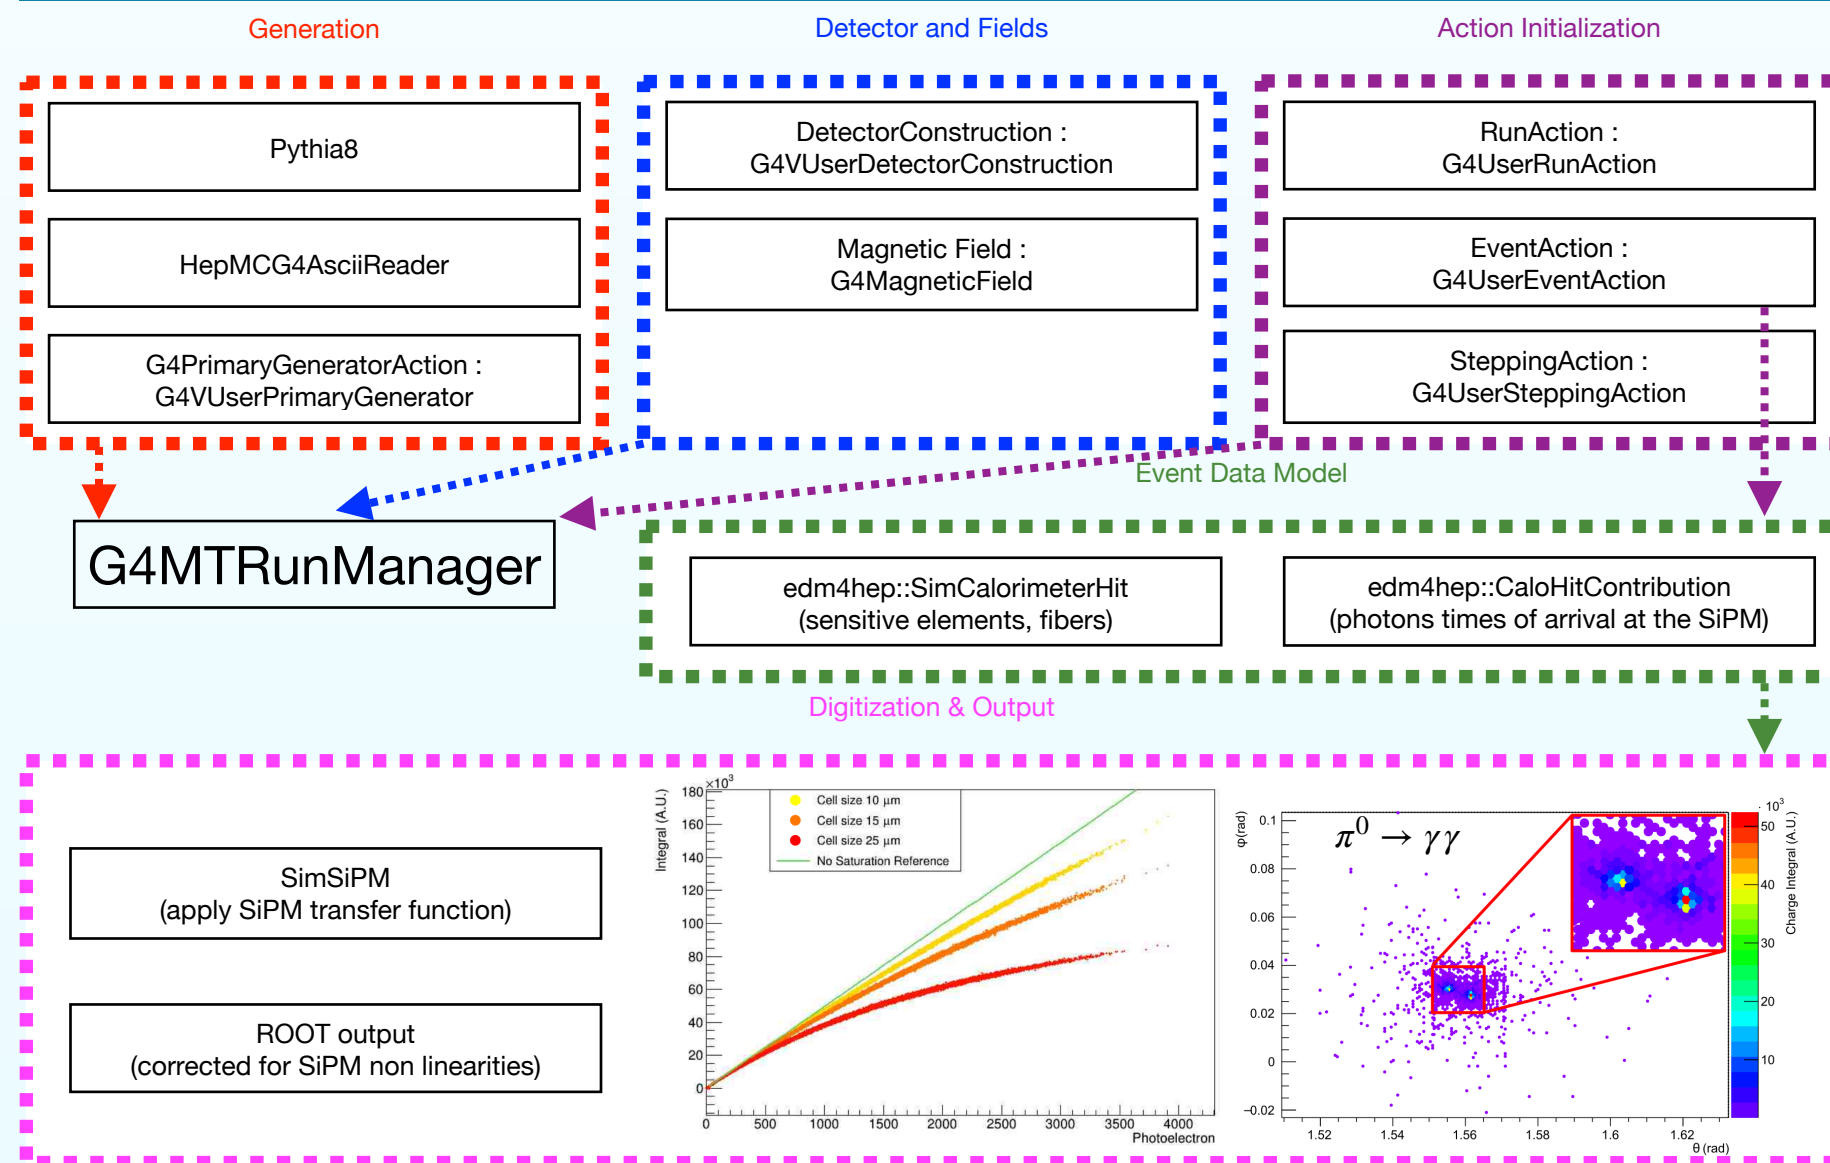 Generation
Detector and Fields
Action Initialization
Pythia8
HepMCG4AsciiReader
G4PrimaryGeneratorAction :
G4VUserPrimaryGenerator
DetectorConstruction :
G4VUserDetectorConstruction
Magnetic Field :
G4MagneticField
RunAction :
G4UserRunAction
EventAction :
G4UserEventAction
SteppingAction :
G4UserSteppingAction
Event Data Model
G4MTRunManager
edm4hep::SimCalorimeterHit
(sensitive elements, fibers)
edm4hep::CaloHitContribution
(photons times of arrival at the SiPM)
Digitization & Output
SimSiPM
(apply SiPM transfer function)
ROOT output
(corrected for SiPM non linearities)
×10³
Integral (A.U.)
180
160
140
120
100
80
60
40
20
0
Cell size 10 μm
Cell size 15 μm
Cell size 25 μm
No Saturation Reference
0 500 1000 1500 2000 2500 3000 3500 4000
Photoelectron
φ(rad)
0.1
0.08
0.06
0.04
0.02
0
−0.02
π⁰ → γγ
1.52 1.54 1.56 1.58 1.6 1.62
θ (rad)
. 10³
50
40
30
20
10
Charge Integral (A.U.)